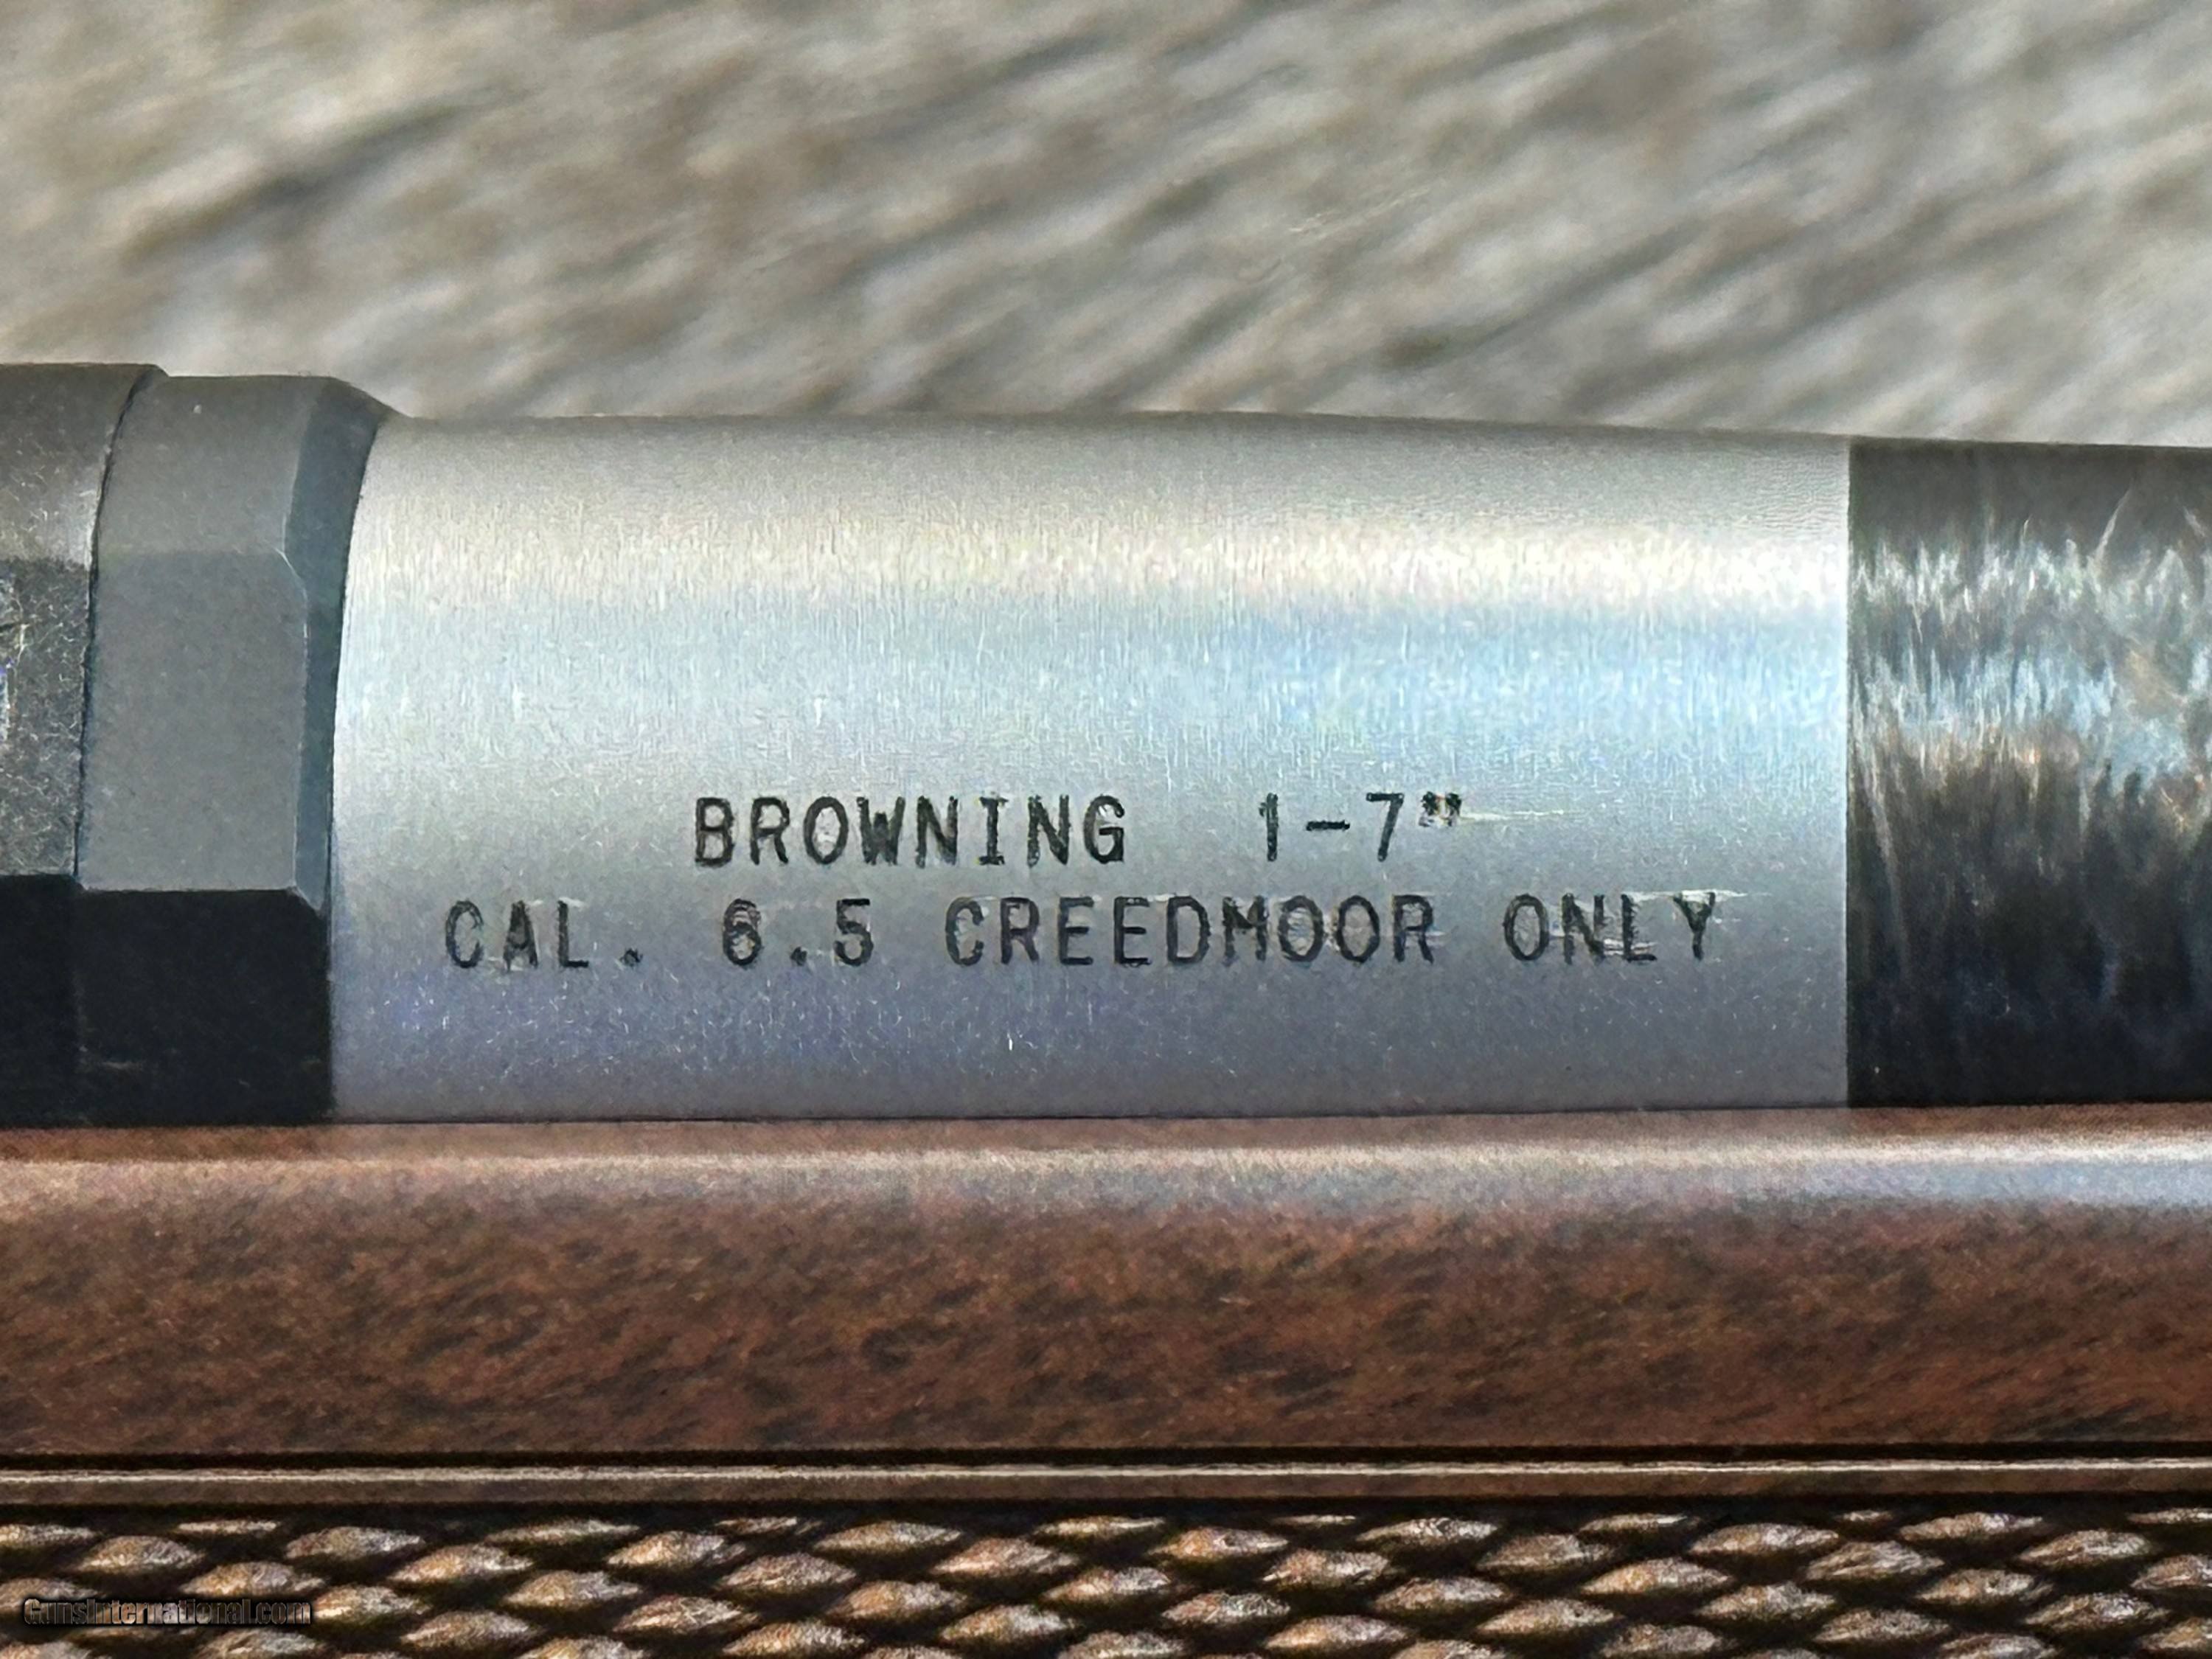 BROWNING 1-7"
CAL. 6.5 CREEDMOOR ONLY
GunsInternational.com